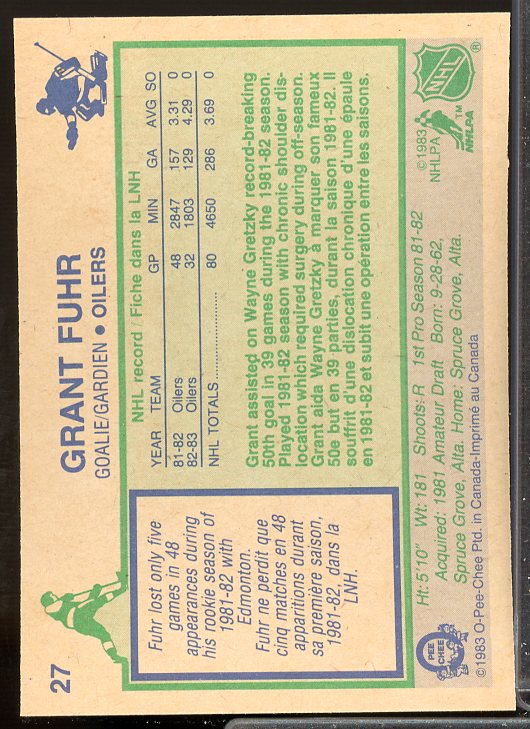 27
GRANT FUHR
GOALIE/GARDIEN • OILERS
Fuhr lost only five
games in 48
appearances during
his rookie season of
1981-82 with
Edmonton.
Fuhr ne perdit que
cinq matches en 48
apparitions durant
sa première saison,
1981-82, dans la
LNH.
NHL record / Fiche dans la LNH
YEAR TEAM GP MIN GA AVG SO
81-82 Oilers 48 2847 157 3.31 0
82-83 Oilers 32 1803 129 4.29 0
NHL TOTALS .................... 80 4650 286 3.69 0
Grant assisted on Wayne Gretzky record-breaking
50th goal in 39 games during the 1981-82 season.
Played 1981-82 season with chronic shoulder dis-
location which required surgery during off-season.
Grant aida Wayne Gretzky à marquer son fameux
50e but en 39 parties, durant la saison 1981-82. Il
souffrit d'une dislocation chronique d'une épaule
en 1981-82 et subit une opération entre les saisons.
Ht: 5'10" Wt: 181 Shoots: R 1st Pro Season 81-82
Acquired: 1981 Amateur Draft Born: 9-28-62,
Spruce Grove, Alta. Home: Spruce Grove, Alta.
©1983 O-Pee-Chee Ptd. in Canada-Imprimé au Canada
O PEE CHEE
©1983
NHLPA
NHLPA™
NHL ®